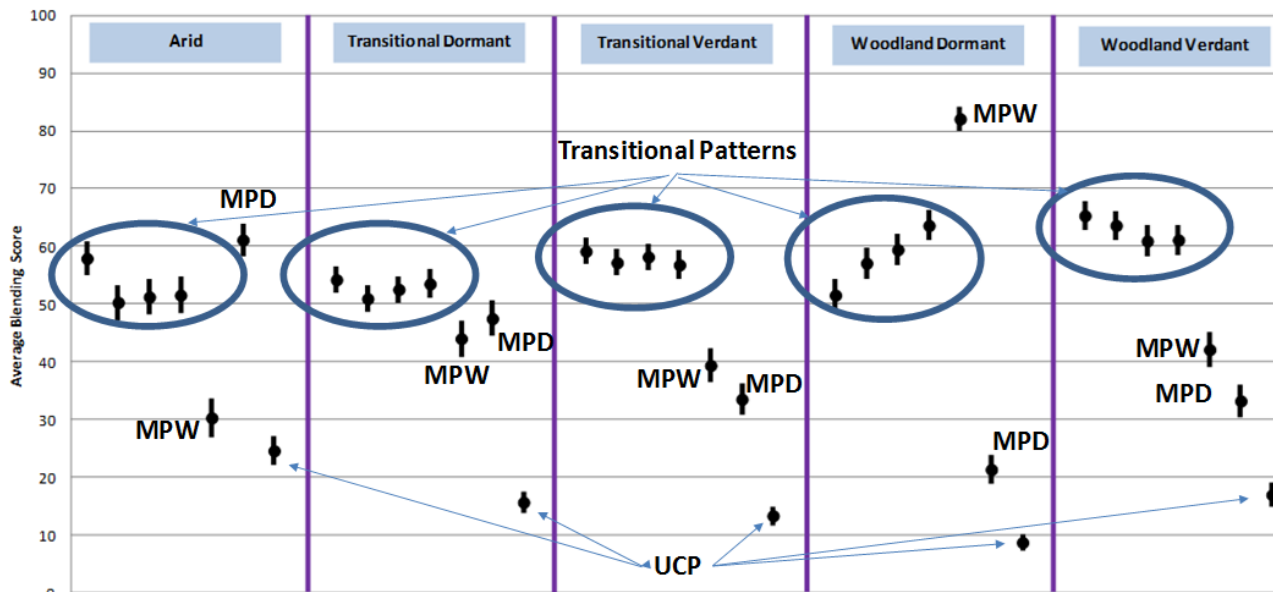 100
Arid
Transitional Dormant
Transitional Verdant
Woodland Dormant
Woodland Verdant
90
80
70
60
50
40
30
20
10
0
Average Blending Score
Transitional Patterns
MPD
MPW
MPW
MPD
MPW
MPD
MPW
MPD
MPW
MPD
UCP